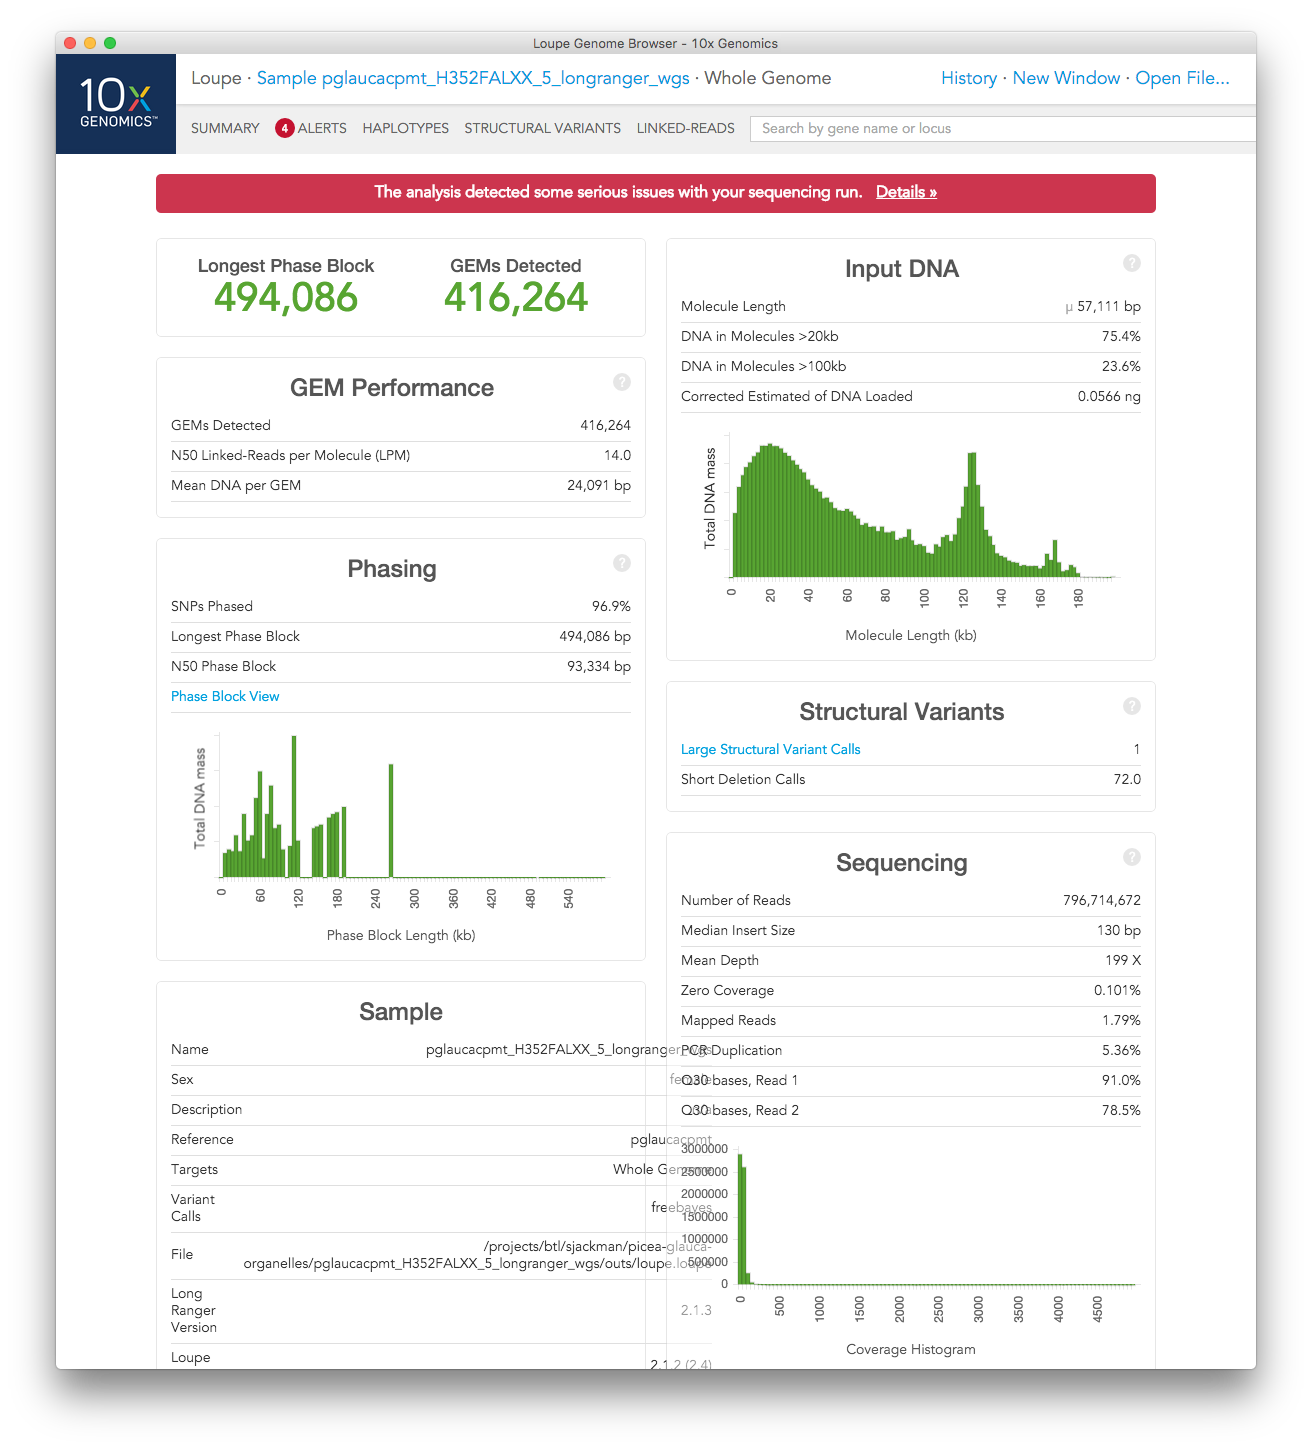 Loupe Genome Browser - 10x Genomics
10x
GENOMICS™
Loupe · Sample pglaucacpmt_H352FALXX_5_longranger_wgs · Whole Genome
History · New Window · Open File...
SUMMARY 4 ALERTS HAPLOTYPES STRUCTURAL VARIANTS LINKED-READS Search by gene name or locus
The analysis detected some serious issues with your sequencing run. Details »
Longest Phase Block GEMs Detected
494,086 416,264
GEM Performance
?
GEMs Detected 416,264
N50 Linked-Reads per Molecule (LPM) 14.0
Mean DNA per GEM 24,091 bp
Phasing
?
SNPs Phased 96.9%
Longest Phase Block 494,086 bp
N50 Phase Block 93,334 bp
Phase Block View
Total DNA mass
0 60 120 180 240 300 360 420 480 540
Phase Block Length (kb)
Sample
Name pglaucacpmt_H352FALXX_5_longranger_wgs
Sex female
Description
Reference pglaucacpmt
Targets Whole Genome
Variant
Calls freebayes
File /projects/btl/sjackman/picea-glauca-
organelles/pglaucacpmt_H352FALXX_5_longranger_wgs/outs/loupe.loupe
Long
Ranger 2.1.3
Version
Loupe 2.1.2 (2.4)
Input DNA
?
Molecule Length μ 57,111 bp
DNA in Molecules >20kb 75.4%
DNA in Molecules >100kb 23.6%
Corrected Estimated of DNA Loaded 0.0566 ng
Total DNA mass
0 20 40 60 80 100 120 140 160 180
Molecule Length (kb)
Structural Variants
?
Large Structural Variant Calls 1
Short Deletion Calls 72.0
Sequencing
?
Number of Reads 796,714,672
Median Insert Size 130 bp
Mean Depth 199 X
Zero Coverage 0.101%
Mapped Reads 1.79%
PCR Duplication 5.36%
Q30 bases, Read 1 91.0%
Q30 bases, Read 2 78.5%
3000000
2500000
2000000
1500000
1000000
500000
0
0 500 1000 1500 2000 2500 3000 3500 4000 4500
Coverage Histogram